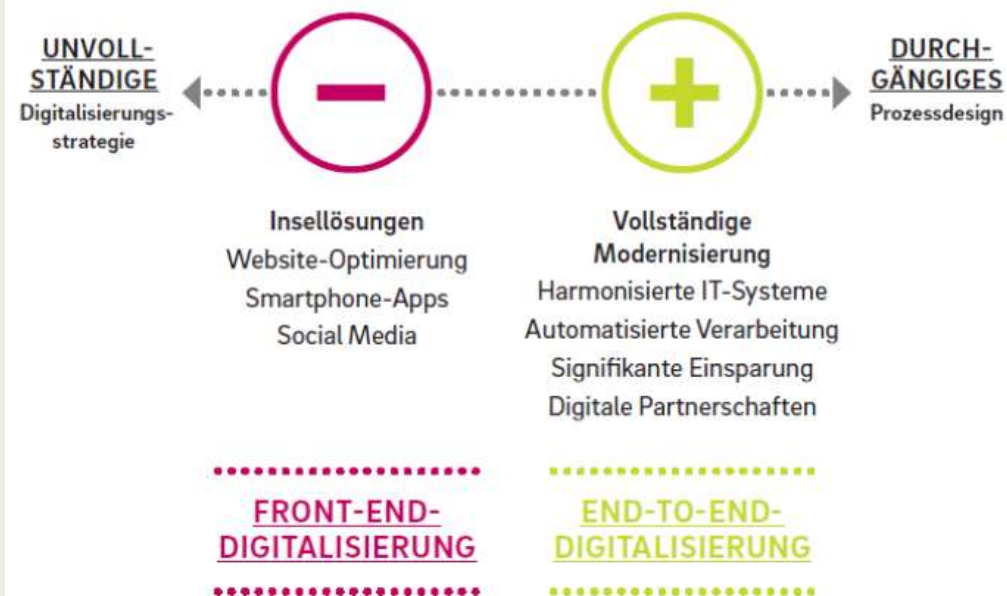 UNVOLL-
STÄNDIGE
Digitalisierungs-
strategie
DURCH-
GÄNGIGES
Prozessdesign
Insellösungen
Website-Optimierung
Smartphone-Apps
Social Media
Vollständige
Modernisierung
Harmonisierte IT-Systeme
Automatisierte Verarbeitung
Signifikante Einsparung
Digitale Partnerschaften
FRONT-END-
DIGITALISIERUNG
END-TO-END-
DIGITALISIERUNG